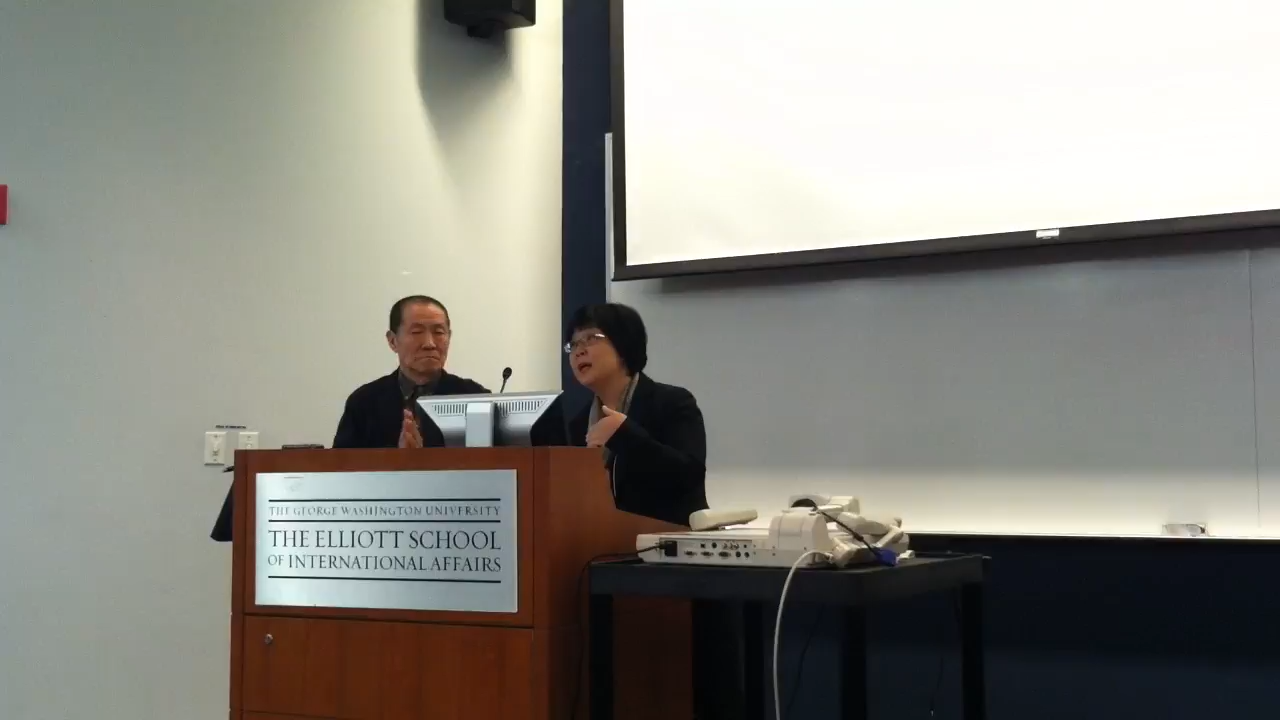 THE GEORGE WASHINGTON UNIVERSITY
THE ELLIOTT SCHOOL
OF INTERNATIONAL AFFAIRS